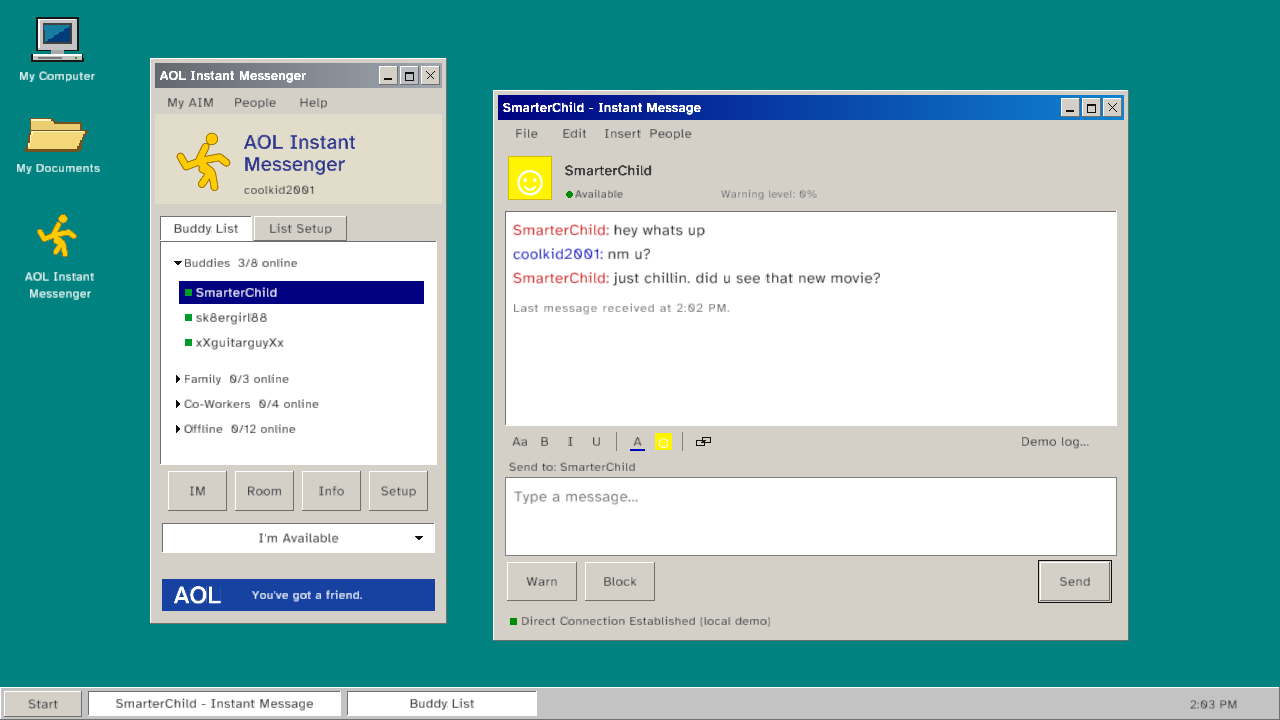 My Computer
My Documents
AOL Instant
Messenger
AOL Instant Messenger
My AIM People Help
AOL Instant
Messenger
coolkid2001
Buddy List List Setup
Buddies 3/8 online
SmarterChild
sk8ergirl88
xXguitarguyXx
Family 0/3 online
Co-Workers 0/4 online
Offline 0/12 online
IM Room Info Setup
I'm Available
AOL You've got a friend.
SmarterChild - Instant Message
File Edit Insert People
SmarterChild
Available Warning level: 0%
SmarterChild: hey whats up
coolkid2001: nm u?
SmarterChild: just chillin. did u see that new movie?
Last message received at 2:02 PM.
Aa B I U A Demo log...
Send to: SmarterChild
Type a message...
Warn Block Send
Direct Connection Established (local demo)
Start SmarterChild - Instant Message Buddy List 2:03 PM